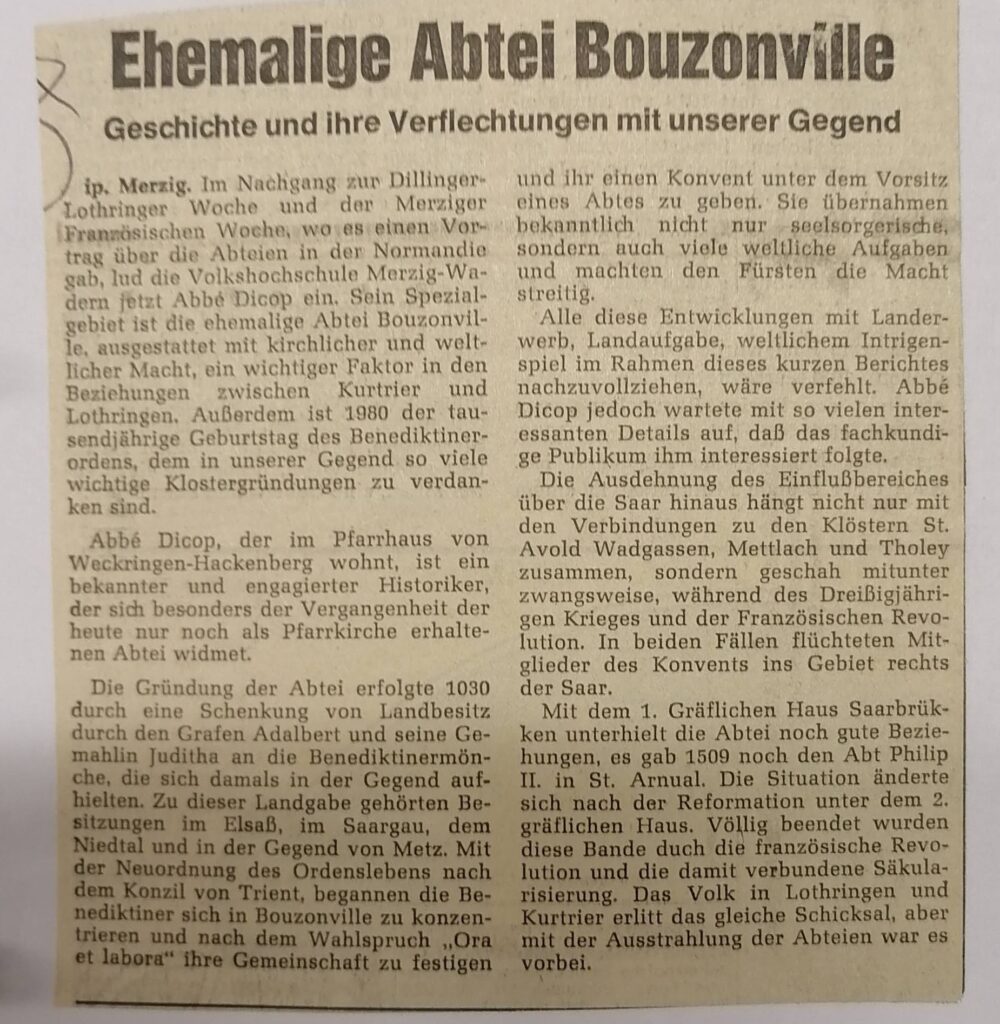 Ehemalige Abtei Bouzonville
Geschichte und ihre Verflechtungen mit unserer Gegend
ip. Merzig. Im Nachgang zur Dillinger-
Lothringer Woche und der Merziger
Französischen Woche, wo es einen Vor-
trag über die Abteien in der Normandie
gab, lud die Volkshochschule Merzig-Wa-
dern jetzt Abbé Dicop ein. Sein Spezial-
gebiet ist die ehemalige Abtei Bouzonvil-
le, ausgestattet mit kirchlicher und welt-
licher Macht, ein wichtiger Faktor in den
Beziehungen zwischen Kurtrier und
Lothringen. Außerdem ist 1980 der tau-
sendjährige Geburtstag des Benediktiner-
ordens, dem in unserer Gegend so viele
wichtige Klostergründungen zu verdan-
ken sind.
Abbé Dicop, der im Pfarrhaus von
Weckringen-Hackenberg wohnt, ist ein
bekannter und engagierter Historiker,
der sich besonders der Vergangenheit der
heute nur noch als Pfarrkirche erhalte-
nen Abtei widmet.
Die Gründung der Abtei erfolgte 1030
durch eine Schenkung von Landbesitz
durch den Grafen Adalbert und seine Ge-
mahlin Juditha an die Benediktinermön-
che, die sich damals in der Gegend auf-
hielten. Zu dieser Landgabe gehörten Be-
sitzungen im Elsaß, im Saargau, dem
Niedtal und in der Gegend von Metz. Mit
der Neuordnung des Ordenslebens nach
dem Konzil von Trient, begannen die Be-
nediktiner sich in Bouzonville zu konzen-
trieren und nach dem Wahlspruch „Ora
et labora“ ihre Gemeinschaft zu festigen
und ihr einen Konvent unter dem Vorsitz
eines Abtes zu geben. Sie übernahmen
bekanntlich nicht nur seelsorgerische,
sondern auch viele weltliche Aufgaben
und machten den Fürsten die Macht
streitig.
Alle diese Entwicklungen mit Lander-
werb, Landaufgabe, weltlichem Intrigen-
spiel im Rahmen dieses kurzen Berichtes
nachzuvollziehen, wäre verfehlt. Abbé
Dicop jedoch wartete mit so vielen inter-
essanten Details auf, daß das fachkundi-
ge Publikum ihm interessiert folgte.
Die Ausdehnung des Einflußbereiches
über die Saar hinaus hängt nicht nur mit
den Verbindungen zu den Klöstern St.
Avold Wadgassen, Mettlach und Tholey
zusammen, sondern geschah mitunter
zwangsweise, während des Dreißigjähri-
gen Krieges und der Französischen Revo-
lution. In beiden Fällen flüchteten Mit-
glieder des Konvents ins Gebiet rechts
der Saar.
Mit dem 1. Gräflichen Haus Saarbrük-
ken unterhielt die Abtei noch gute Bezie-
hungen, es gab 1509 noch den Abt Philip
II. in St. Arnual. Die Situation änderte
sich nach der Reformation unter dem 2.
gräflichen Haus. Völlig beendet wurden
diese Bande duch die französische Revo-
lution und die damit verbundene Säkula-
risierung. Das Volk in Lothringen und
Kurtrier erlitt das gleiche Schicksal, aber
mit der Ausstrahlung der Abteien war es
vorbei.